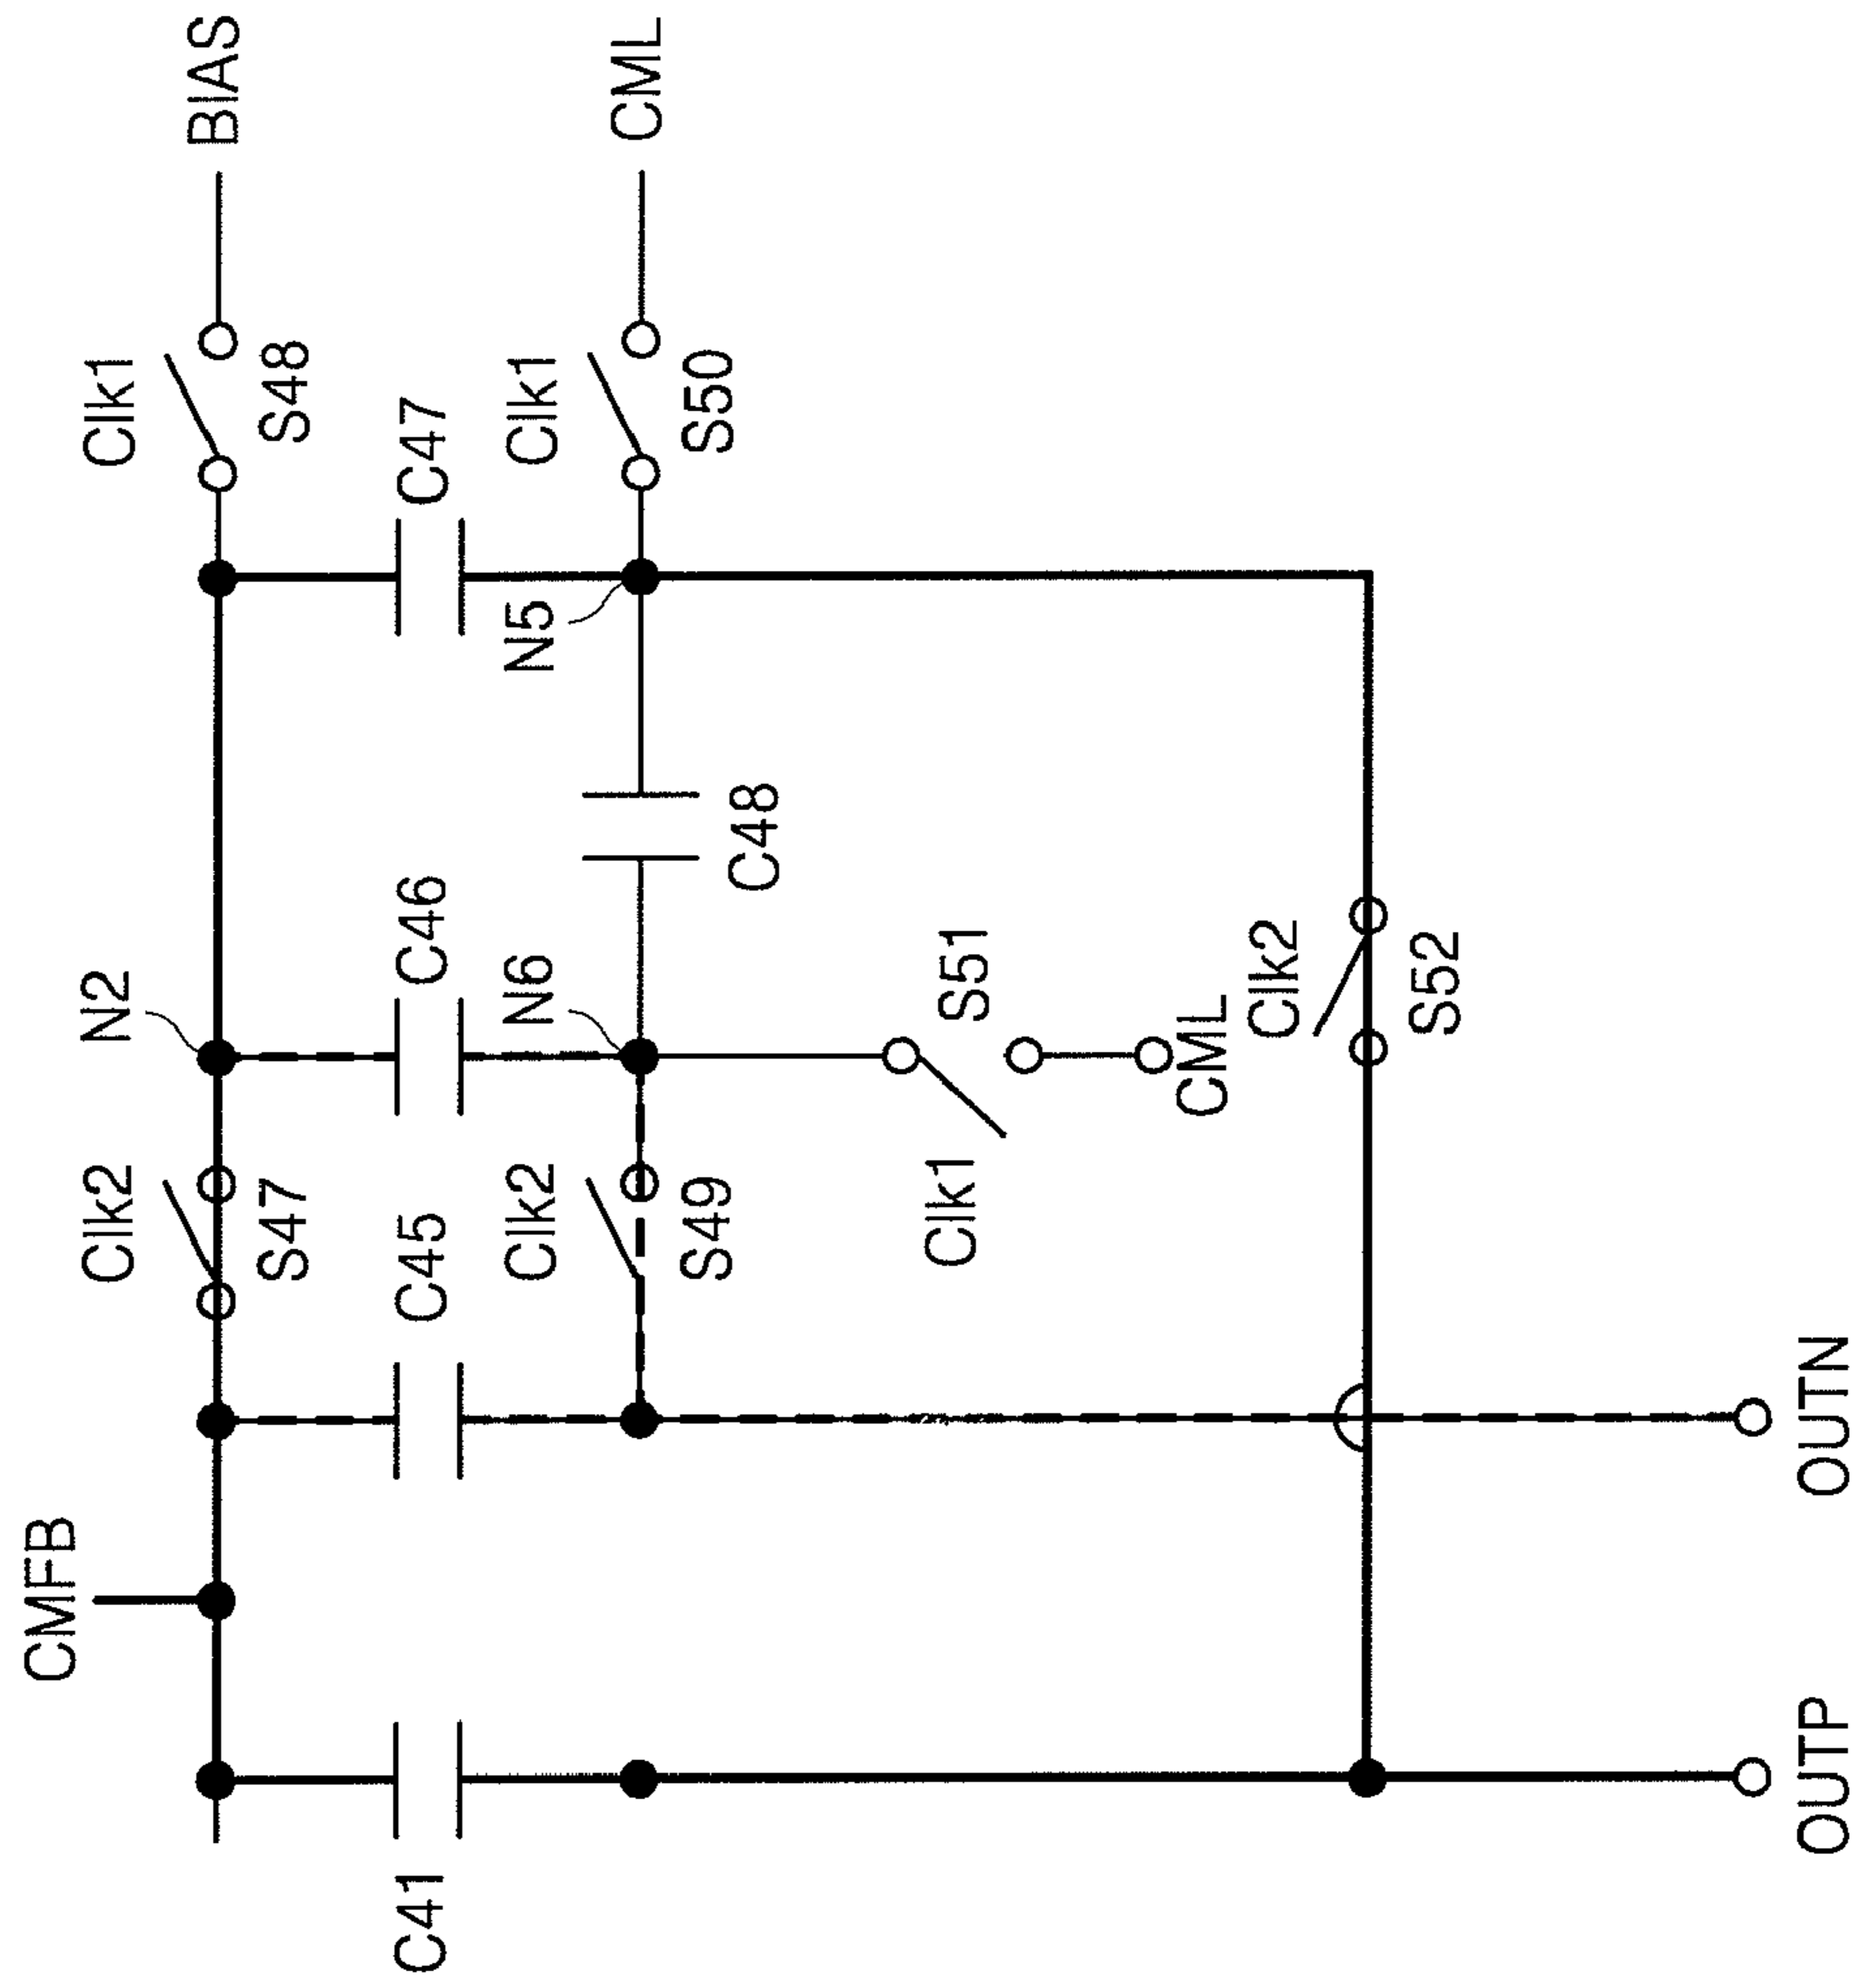 BIAS
CML
Clk1
S48
C47
Clk1
S50
N5
C48
C46
N2
N6
S51
CML
Clk2
S52
Clk2
S47
C45
Clk2
S49
Clk1
CMFB
OUTN
OUTP
C41